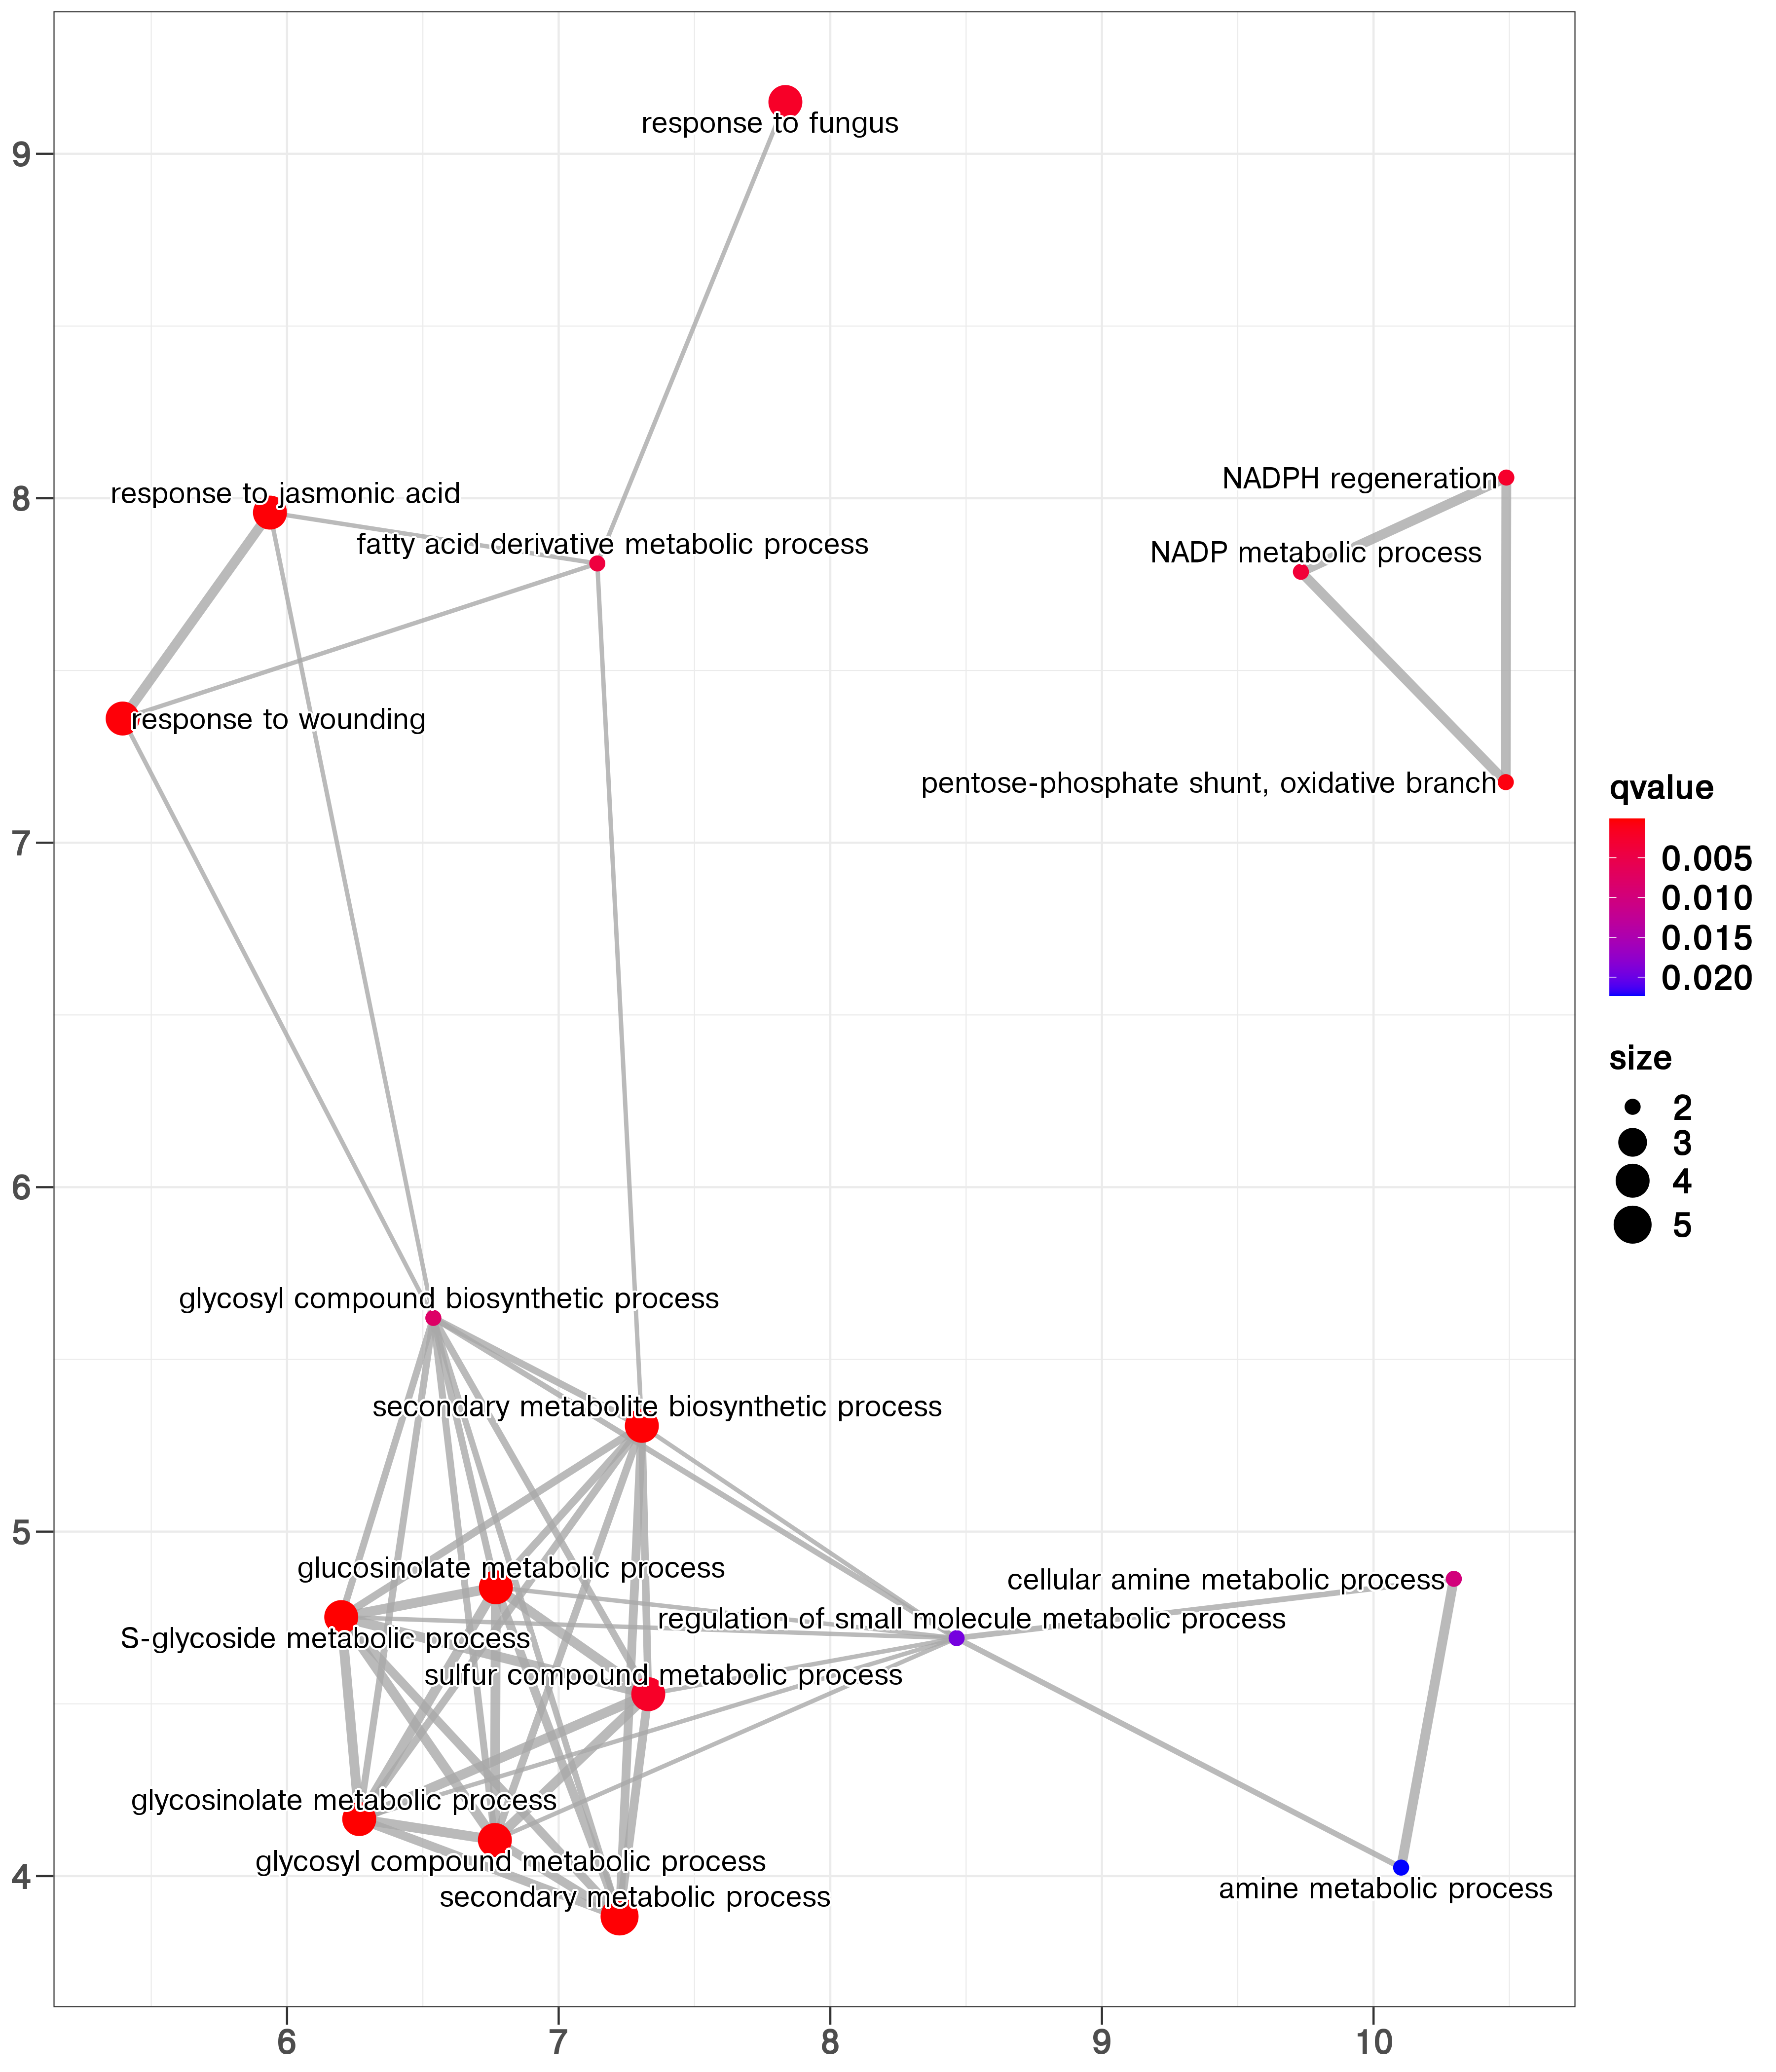 response to fungus
9
8
response to jasmonic acid
NADPH regeneration
fatty acid derivative metabolic process
NADP metabolic process
response to wounding
pentose-phosphate shunt, oxidative branch
7
qvalue
0.005
0.010
0.015
0.020
size
2
3
4
5
6
glycosyl compound biosynthetic process
secondary metabolite biosynthetic process
5
glucosinolate metabolic process
cellular amine metabolic process
regulation of small molecule metabolic process
S-glycoside metabolic process
sulfur compound metabolic process
glycosinolate metabolic process
glycosyl compound metabolic process
4
amine metabolic process
secondary metabolic process
6
7
8
9
10